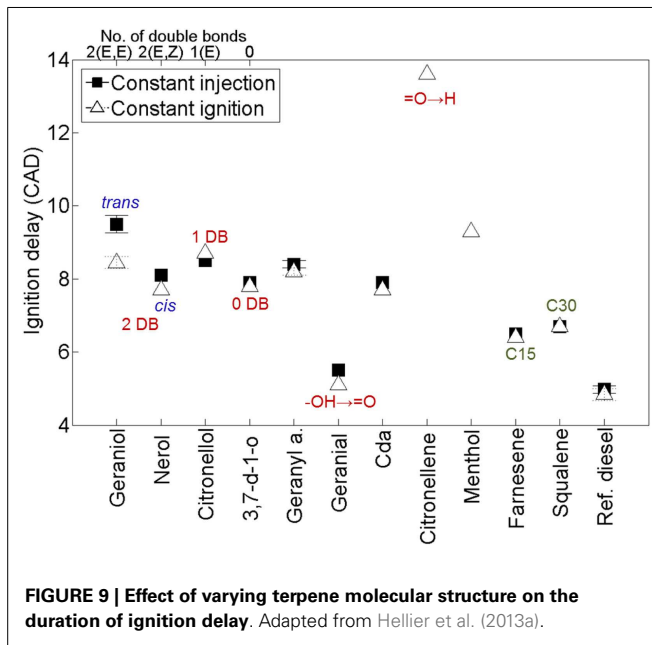 No. of double bonds
2(E,E) 2(E,Z) 1(E) 0
14
Constant injection
Constant ignition
=O→H
12
Ignition delay (CAD)
10
trans
1 DB
8
cis
0 DB
2 DB
C30
C15
6
-OH→=O
4
Geraniol
Nerol
Citronellol
3,7-d-1-o
Geranyl a.
Geranial
Cda
Citronellene
Menthol
Farnesene
Squalene
Ref. diesel
FIGURE 9 | Effect of varying terpene molecular structure on the
duration of ignition delay. Adapted from Hellier et al. (2013a).